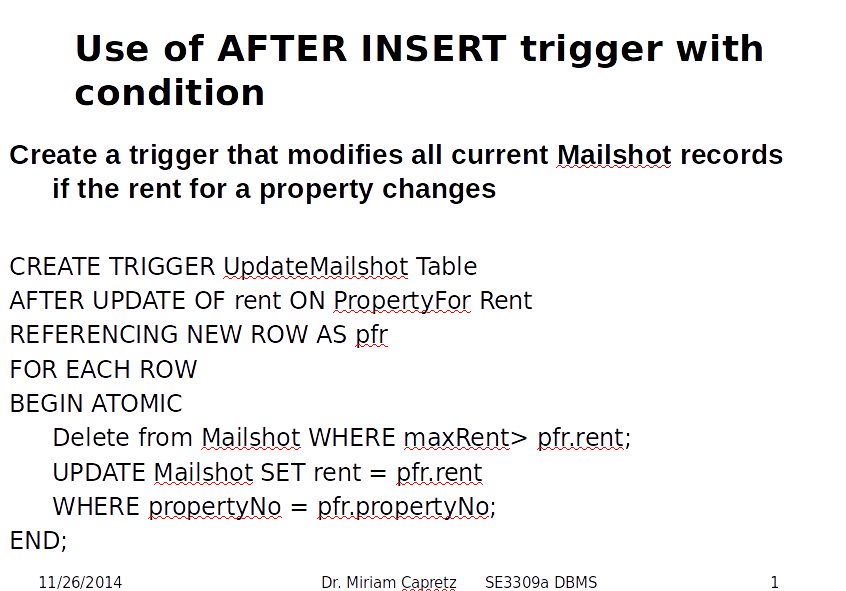 Use of AFTER INSERT trigger with
condition
Create a trigger that modifies all current Mailshot records
if the rent for a property changes
CREATE TRIGGER UpdateMailshot Table
AFTER UPDATE OF rent ON PropertyFor Rent
REFERENCING NEW ROW AS pfr
FOR EACH ROW
BEGIN ATOMIC
Delete from Mailshot WHERE maxRent> pfr.rent;
UPDATE Mailshot SET rent = pfr.rent
WHERE propertyNo = pfr.propertyNo;
END;
11/26/2014 Dr. Miriam Capretz SE3309a DBMS 1